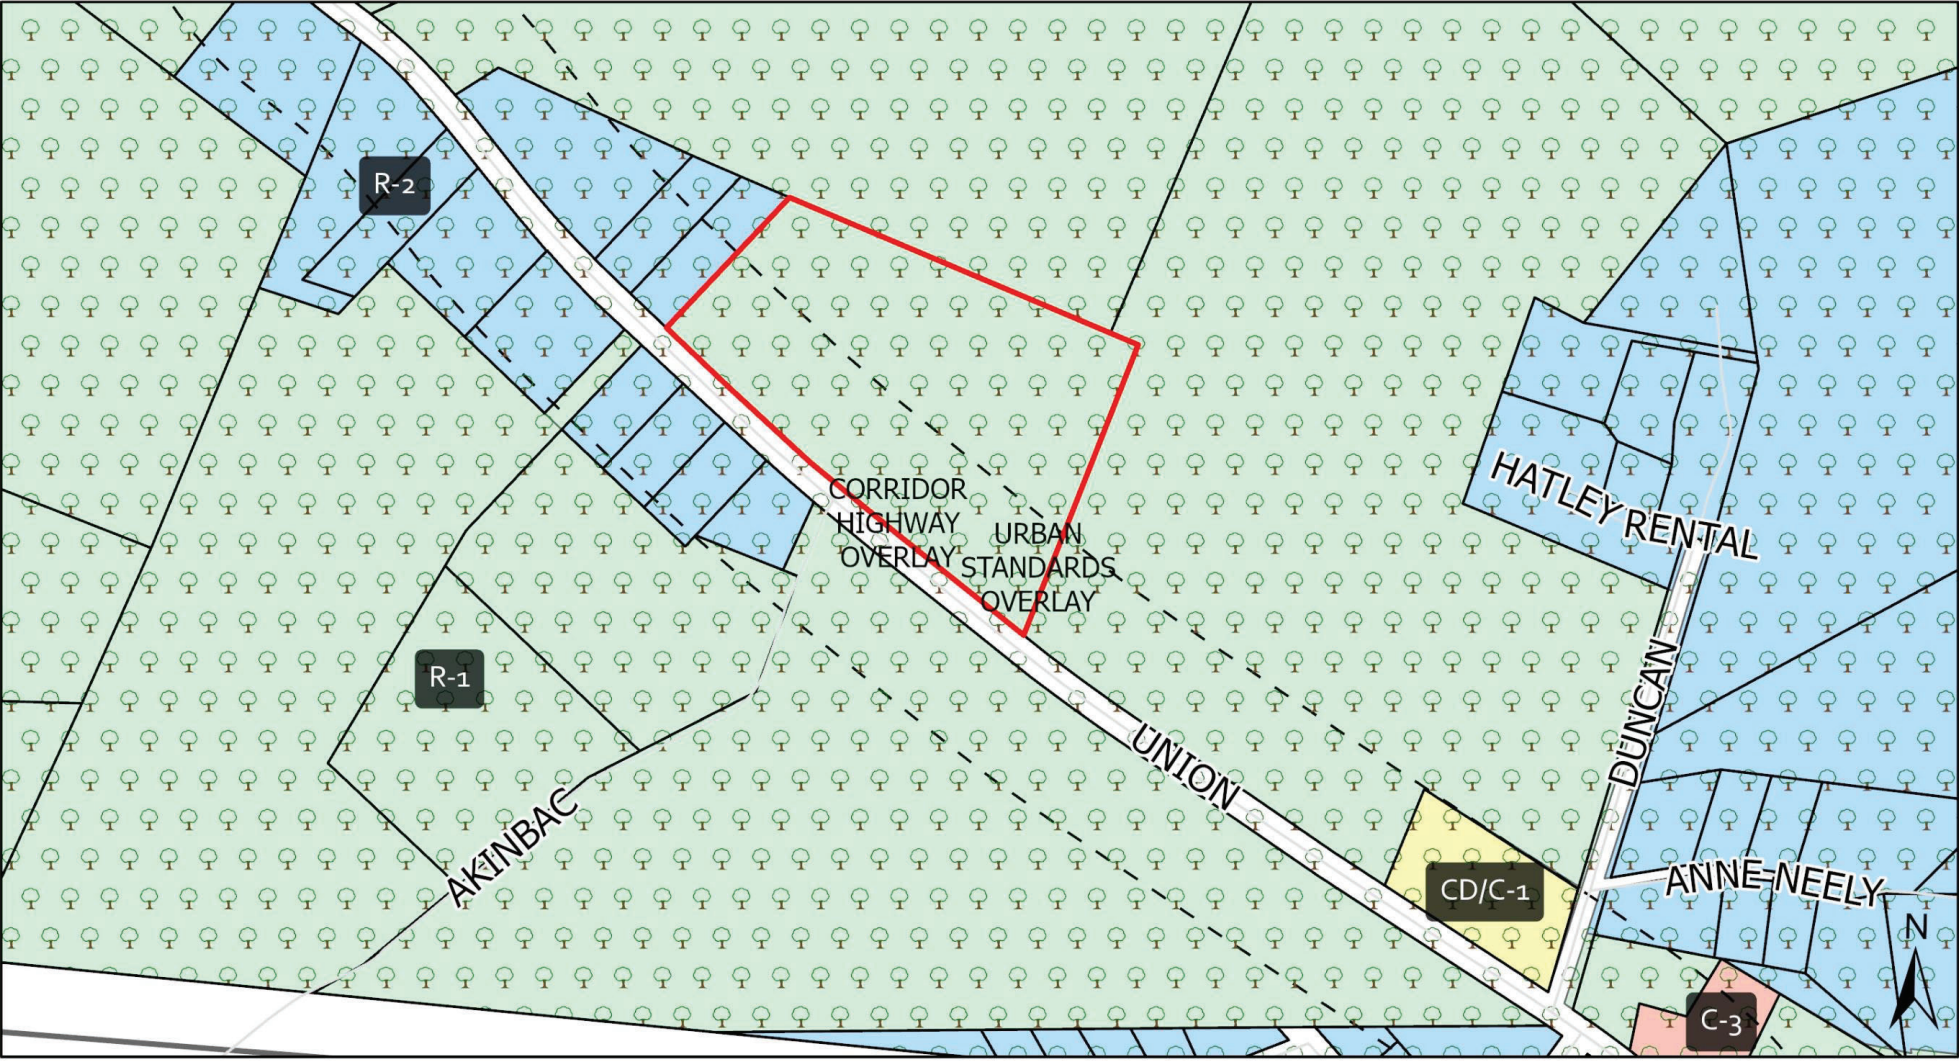 R-2
HATLEY RENTAL
CORRIDOR
HIGHWAY
OVERLAY
URBAN
STANDARDS
OVERLAY
R-1
DUNCAN
UNION
AKINBAC
CD/C-1
ANNE NEELY
N
C-3